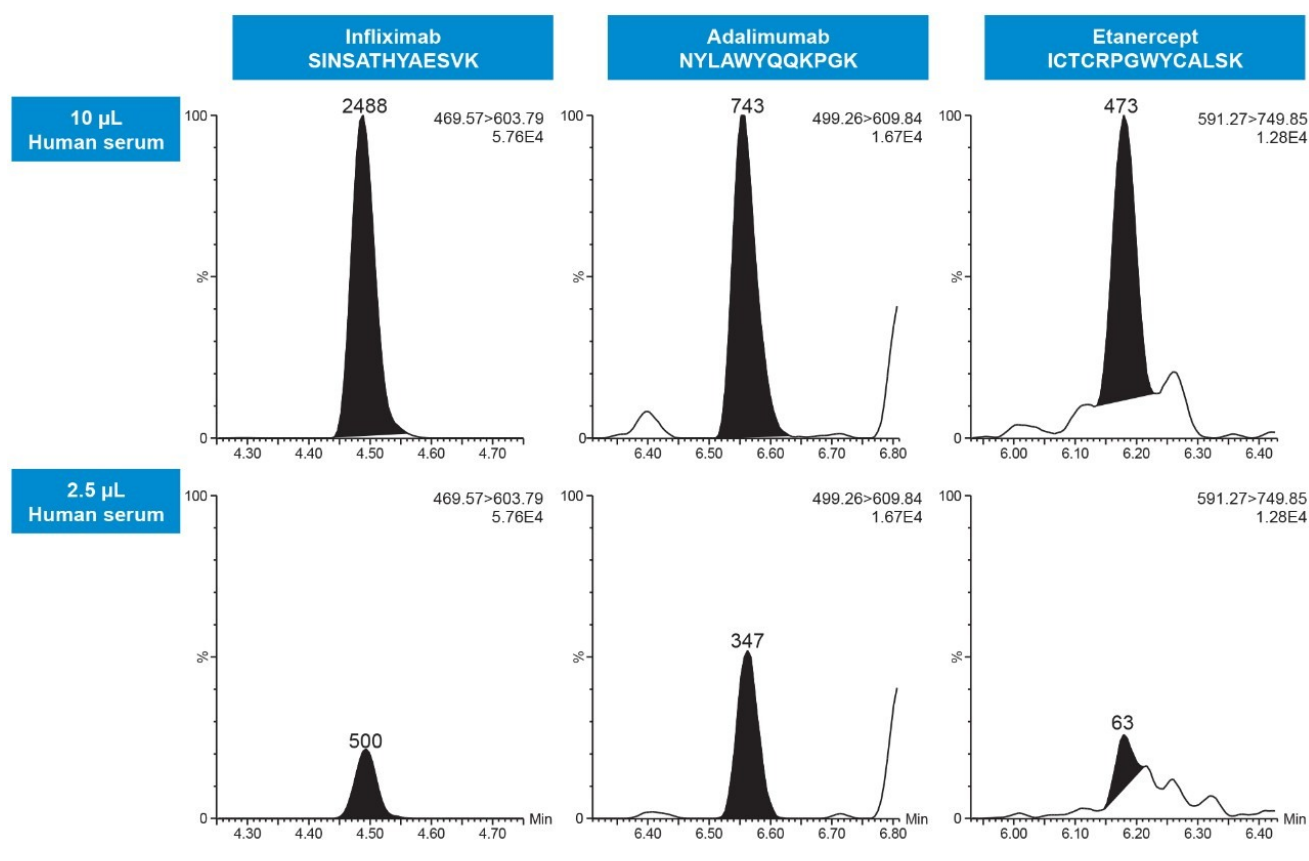 Infliximab
SINSATHYAESVK
Adalimumab
NYLAWYQQKPGK
Etanercept
ICTCRPGWYCALSK
10 µL
Human serum
100
%
0
2488
469.57>603.79
5.76E4
4.30 4.40 4.50 4.60 4.70
100
%
0
743
499.26>609.84
1.67E4
6.40 6.50 6.60 6.70 6.80
100
%
0
473
591.27>749.85
1.28E4
6.00 6.10 6.20 6.30 6.40
2.5 µL
Human serum
100
%
0
500
469.57>603.79
5.76E4
4.30 4.40 4.50 4.60 4.70 Min
100
%
0
347
499.26>609.84
1.67E4
6.40 6.50 6.60 6.70 6.80 Min
100
%
0
63
591.27>749.85
1.28E4
6.00 6.10 6.20 6.30 6.40 Min